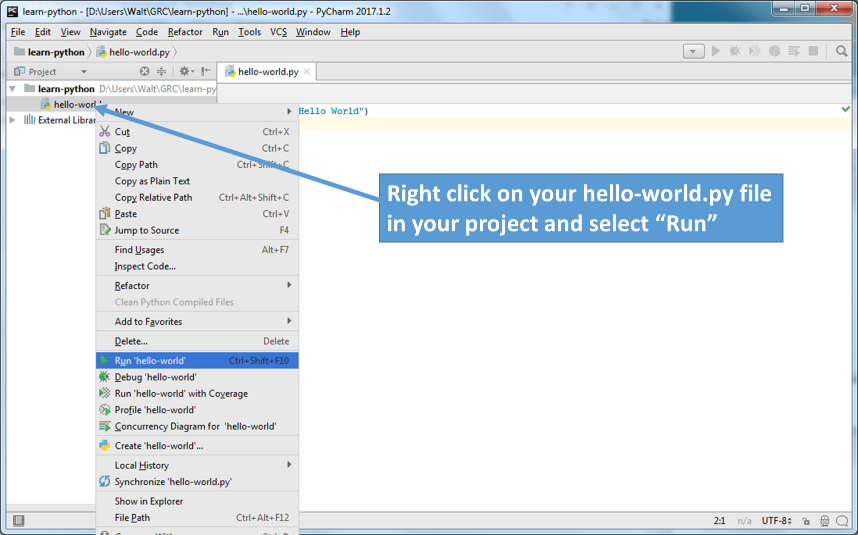 learn-python - [D:\Users\Walt\GRC\learn-python] - ...\hello-world.py - PyCharm 2017.1.2
File Edit View Navigate Code Refactor Run Tools VCS Window Help
learn-python hello-world.py
Project
hello-world.py
learn-python D:\Users\Walt\GRC\learn-py
hello-world
External Librar
Hello World")
New
Cut Ctrl+X
Copy Ctrl+C
Copy Path Ctrl+Shift+C
Copy as Plain Text
Copy Relative Path Ctrl+Alt+Shift+C
Paste Ctrl+V
Jump to Source F4
Find Usages Alt+F7
Inspect Code...
Refactor
Clean Python Compiled Files
Add to Favorites
Delete... Delete
Run 'hello-world' Ctrl+Shift+F10
Debug 'hello-world'
Run 'hello-world' with Coverage
Profile 'hello-world'
Concurrency Diagram for 'hello-world'
Create 'hello-world'...
Local History
Synchronize 'hello-world.py'
Show in Explorer
File Path Ctrl+Alt+F12
Right click on your hello-world.py file
in your project and select “Run”
2:1 n/a UTF-8